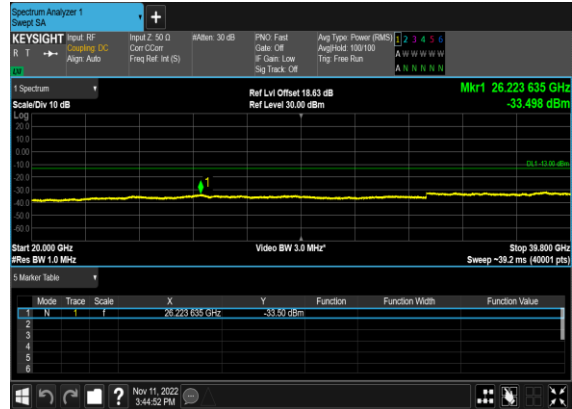 Spectrum Analyzer 1
Swept SA
+
KEYSIGHT
R T
Input: RF
Coupling: DC
Align: Auto
Input Z: 50 Ω
Corr CCorr
Freq Ref: Int (S)
#Atten: 30 dB
PNO: Fast
Gate: Off
IF Gain: Low
Sig Track: Off
Avg Type: Power (RMS)
Avg|Hold: 100/100
Trig: Free Run
1 2 3 4 5 6
A W W W W W
A N N N N N
1 Spectrum
Scale/Div 10 dB
Ref Lvl Offset 18.63 dB
Ref Level 30.00 dBm
Mkr1 26.223 635 GHz
-33.498 dBm
Log
20.0
10.0
0.00
-10.0
-20.0
-30.0
-40.0
-50.0
-60.0
1
DL1 -13.00 dBm
Start 20.000 GHz
#Res BW 1.0 MHz
Video BW 3.0 MHz*
Stop 39.800 GHz
Sweep ~39.2 ms (40001 pts)
5 Marker Table
Mode Trace Scale X Y Function Function Width Function Value
1 N 1 f 26.223 635 GHz -33.50 dBm
2
3
4
5
6
?
Nov 11, 2022
3:44:52 PM